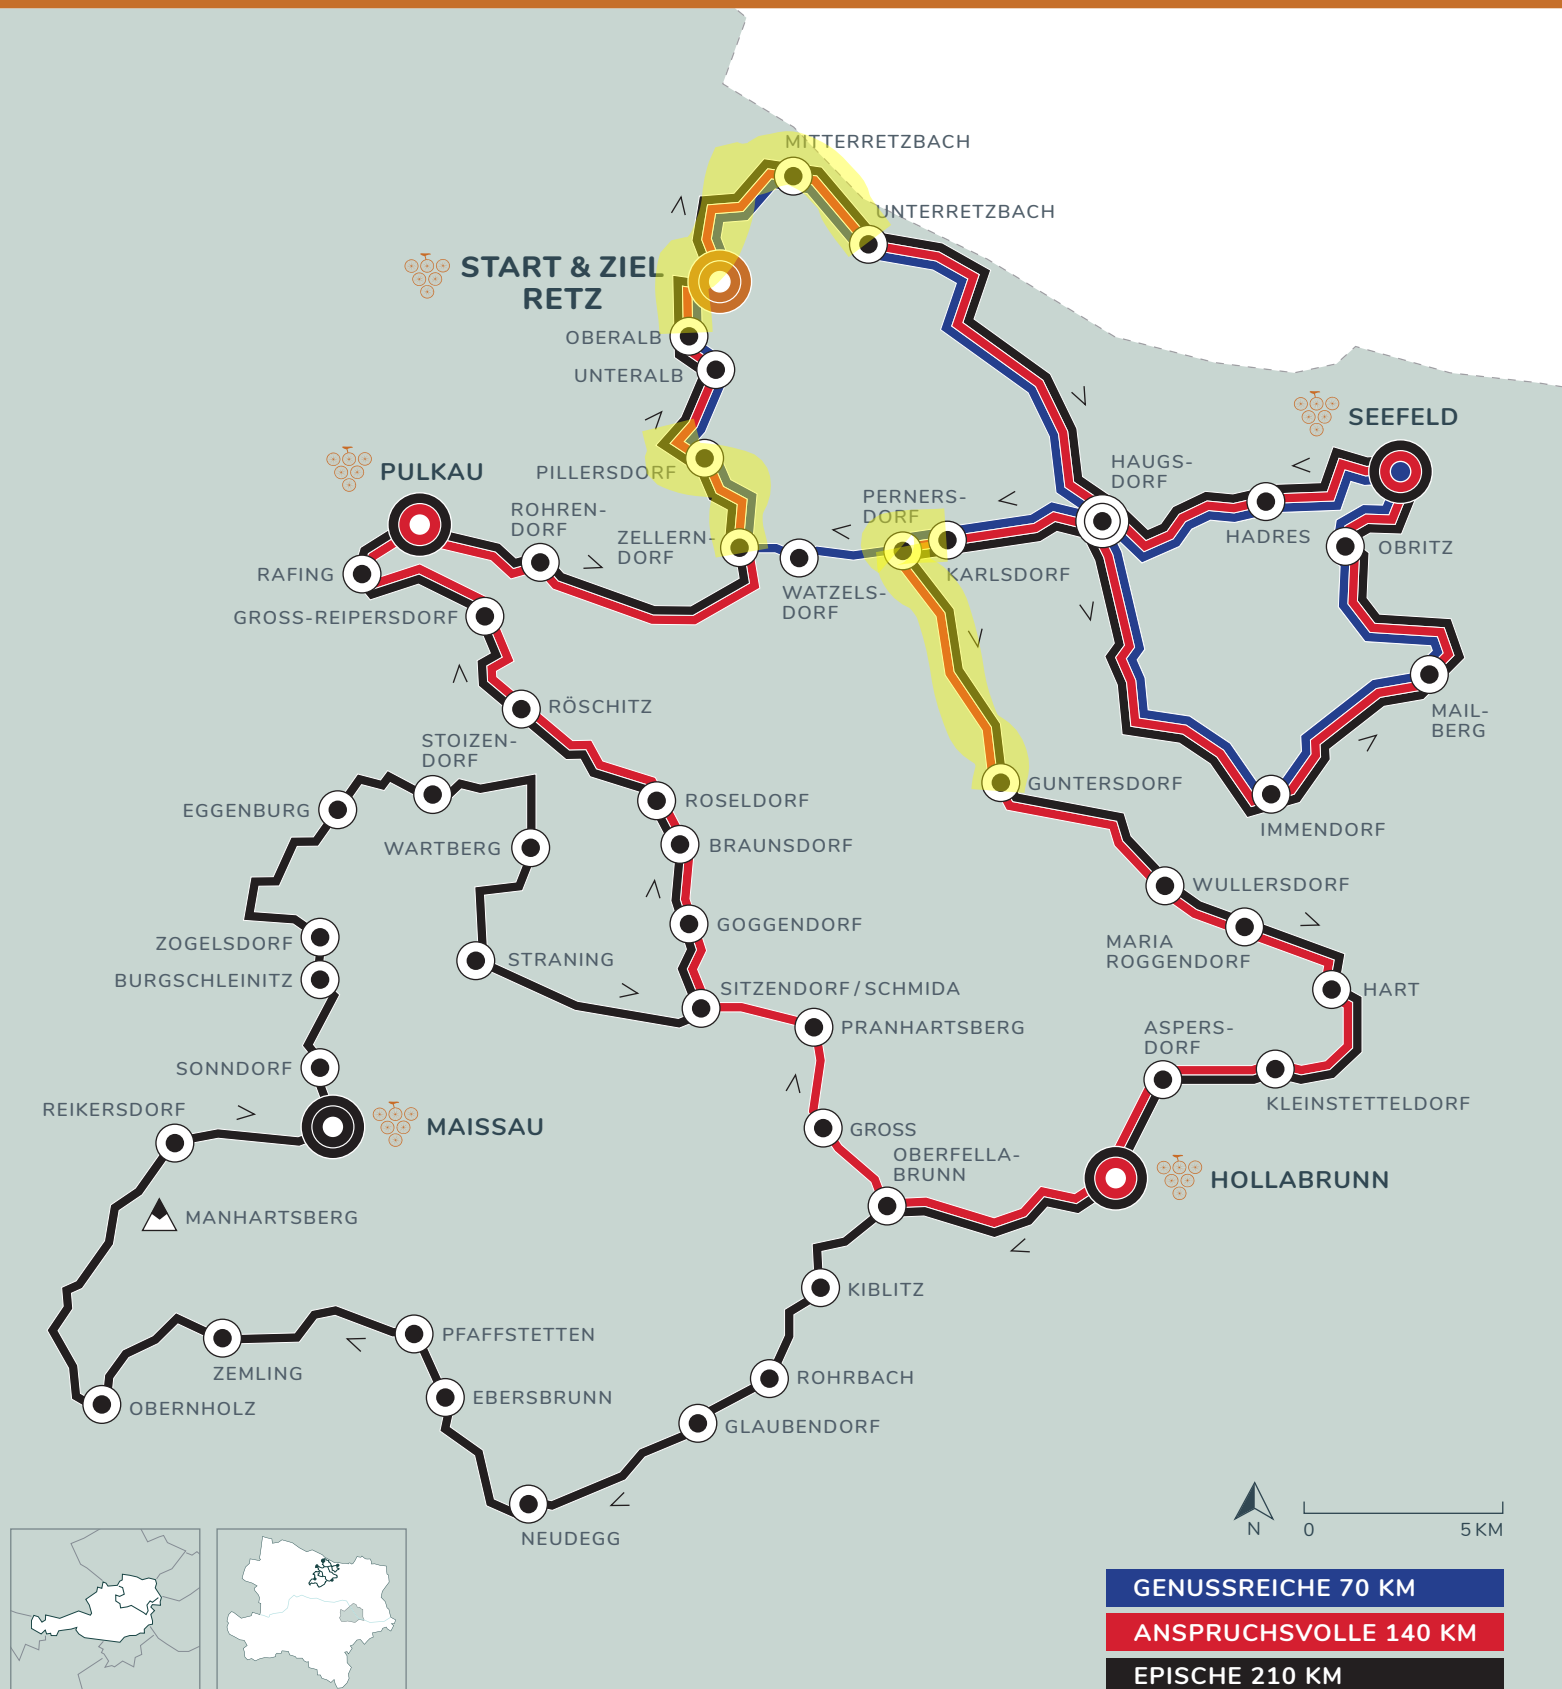 MITTERRETZBACH
UNTERRETZBACH
START & ZIEL
RETZ
OBERALB
UNTERALB
SEEFELD
PULKAU
PILLERSDORF
HAUGS-
DORF
PERNERS-
DORF
ROHREN-
DORF
ZELLERN-
DORF
HADRES
OBRITZ
RAFING
KARLSDORF
WATZELS-
DORF
GROSS-REIPERSDORF
RÖSCHITZ
MAIL-
BERG
STOIZEN-
DORF
GUNTERSDORF
EGGENBURG
ROSELDORF
IMMENDORF
WARTBERG
BRAUNSDORF
WULLERSDORF
GOGGENDORF
ZOGELSDORF
MARIA
ROGGENDORF
STRANING
BURGSCHLEINITZ
SITZENDORF / SCHMIDA
HART
PRANHARTSBERG
ASPERS-
DORF
SONNDORF
KLEINSTETTELDORF
REIKERSDORF
MAISSAU
GROSS
OBERFELLA-
BRUNN
HOLLABRUNN
MANHARTSBERG
KIBLITZ
PFAFFSTETTEN
ZEMLING
ROHRBACH
EBERSBRUNN
OBERNHOLZ
GLAUBENDORF
NEUDEGG
N
0 5 KM
GENUSSREICHE 70 KM
ANSPRUCHSVOLLE 140 KM
EPISCHE 210 KM